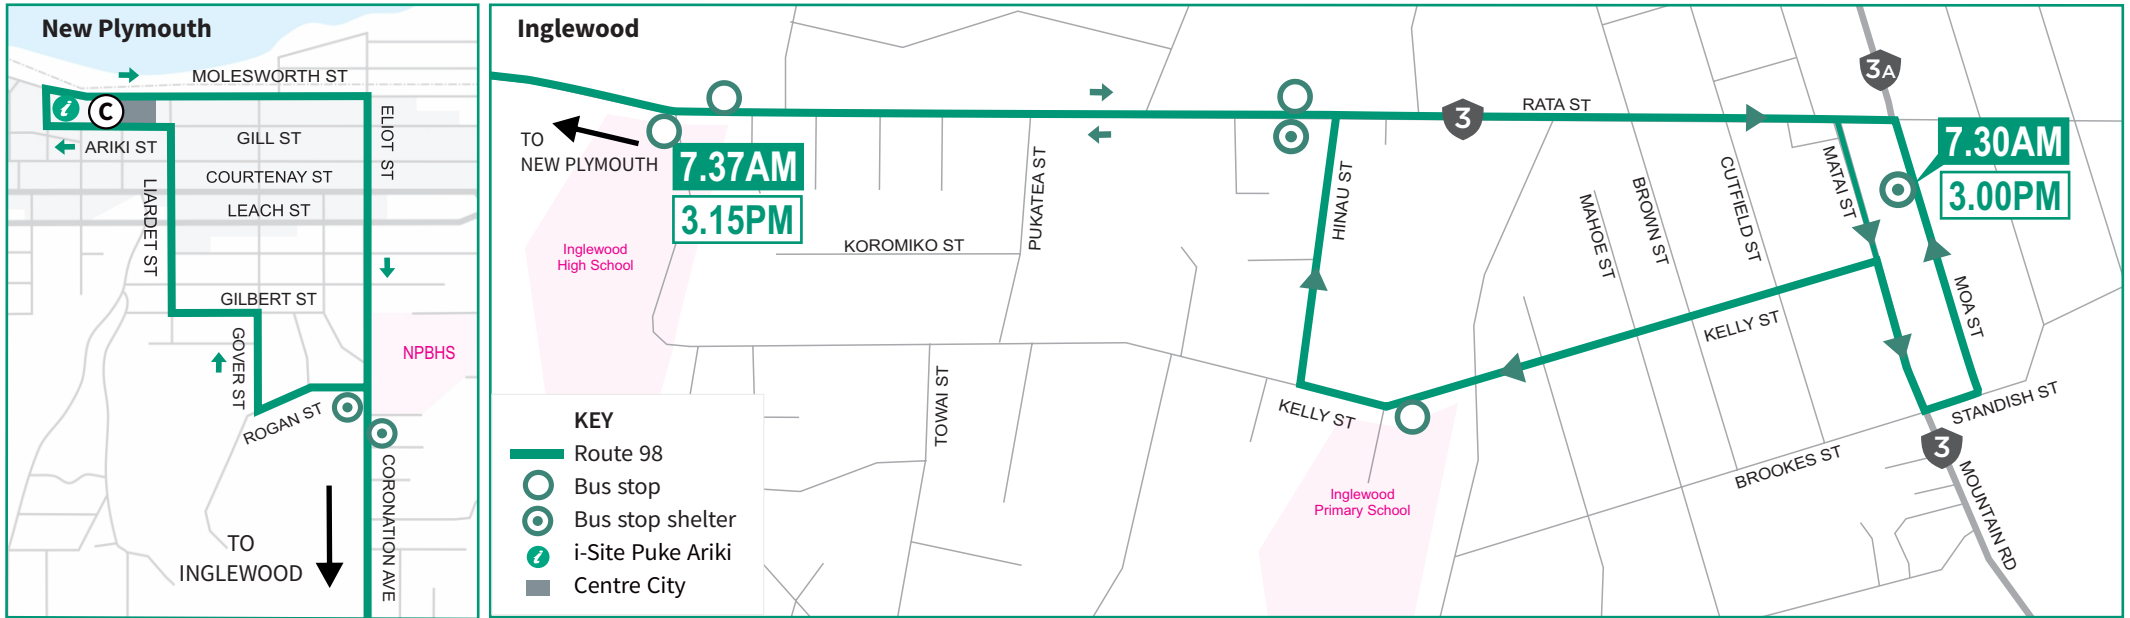 New Plymouth
MOLESWORTH ST
i
C
ARIKI ST
GILL ST
ELIOT ST
COURTENAY ST
LEACH ST
LIARDET ST
GILBERT ST
GOVER ST
NPBHS
ROGAN ST
CORONATION AVE
TO
INGLEWOOD
Inglewood
TO
NEW PLYMOUTH
7.37AM
3.15PM
Inglewood
High School
KOROMIKO ST
PUKATEA ST
TOWAI ST
HINAU ST
3
RATA ST
3A
7.30AM
3.00PM
MATAI ST
CUTFIELD ST
BROWN ST
MAHOE ST
MOA ST
KELLY ST
KELLY ST
STANDISH ST
BROOKES ST
3
MOUNTAIN RD
Inglewood
Primary School
KEY
Route 98
Bus stop
Bus stop shelter
i
i-Site Puke Ariki
Centre City